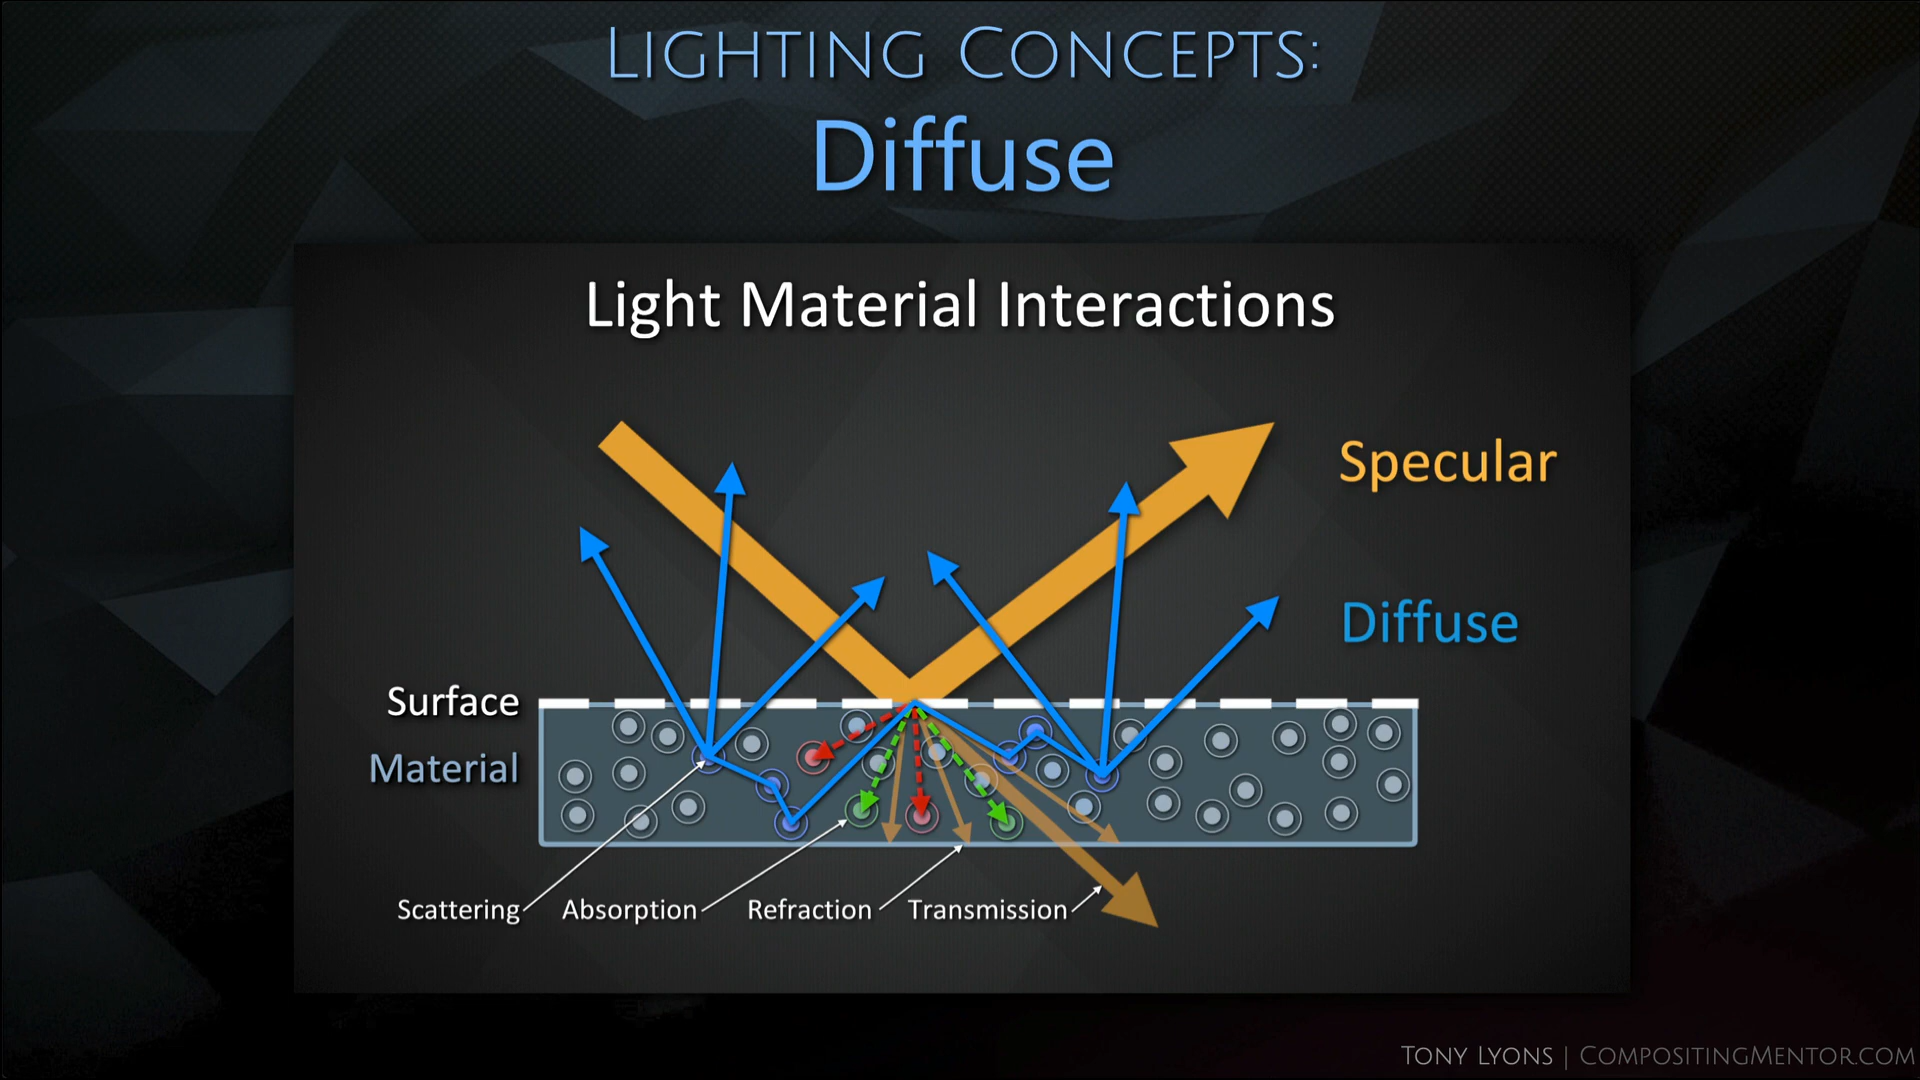 LIGHTING CONCEPTS:
Diffuse
Light Material Interactions
Specular
Diffuse
Surface
Material
Scattering
Absorption
Refraction
Transmission
TONY LYONS | COMPOSITINGMENTOR.COM